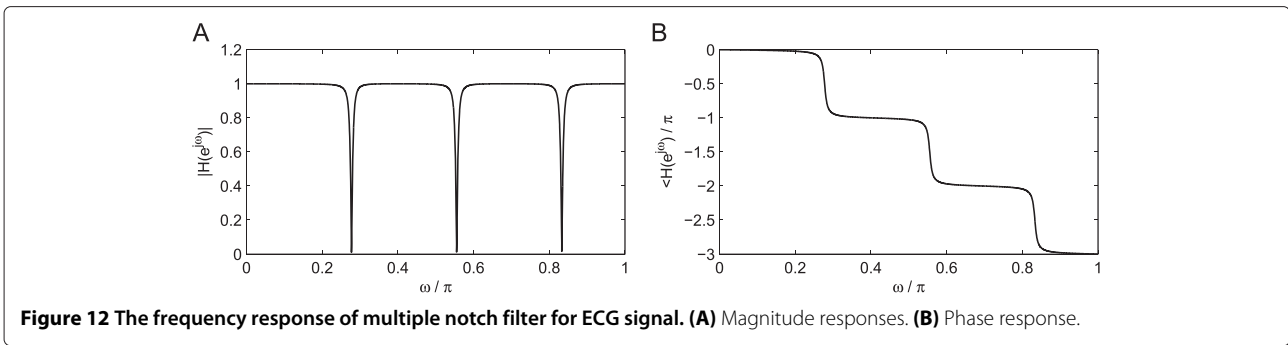 A
1.2
1
0.8
0.6
0.4
0.2
0
|H(e^jω)|
0 0.2 0.4 0.6 0.8 1
ω / π
B
0
−0.5
−1.0
−1.5
−2.0
−2.5
−3
<H(e^jω) / π
0 0.2 0.4 0.6 0.8 1
ω / π
Figure 12 The frequency response of multiple notch filter for ECG signal. (A) Magnitude responses. (B) Phase response.